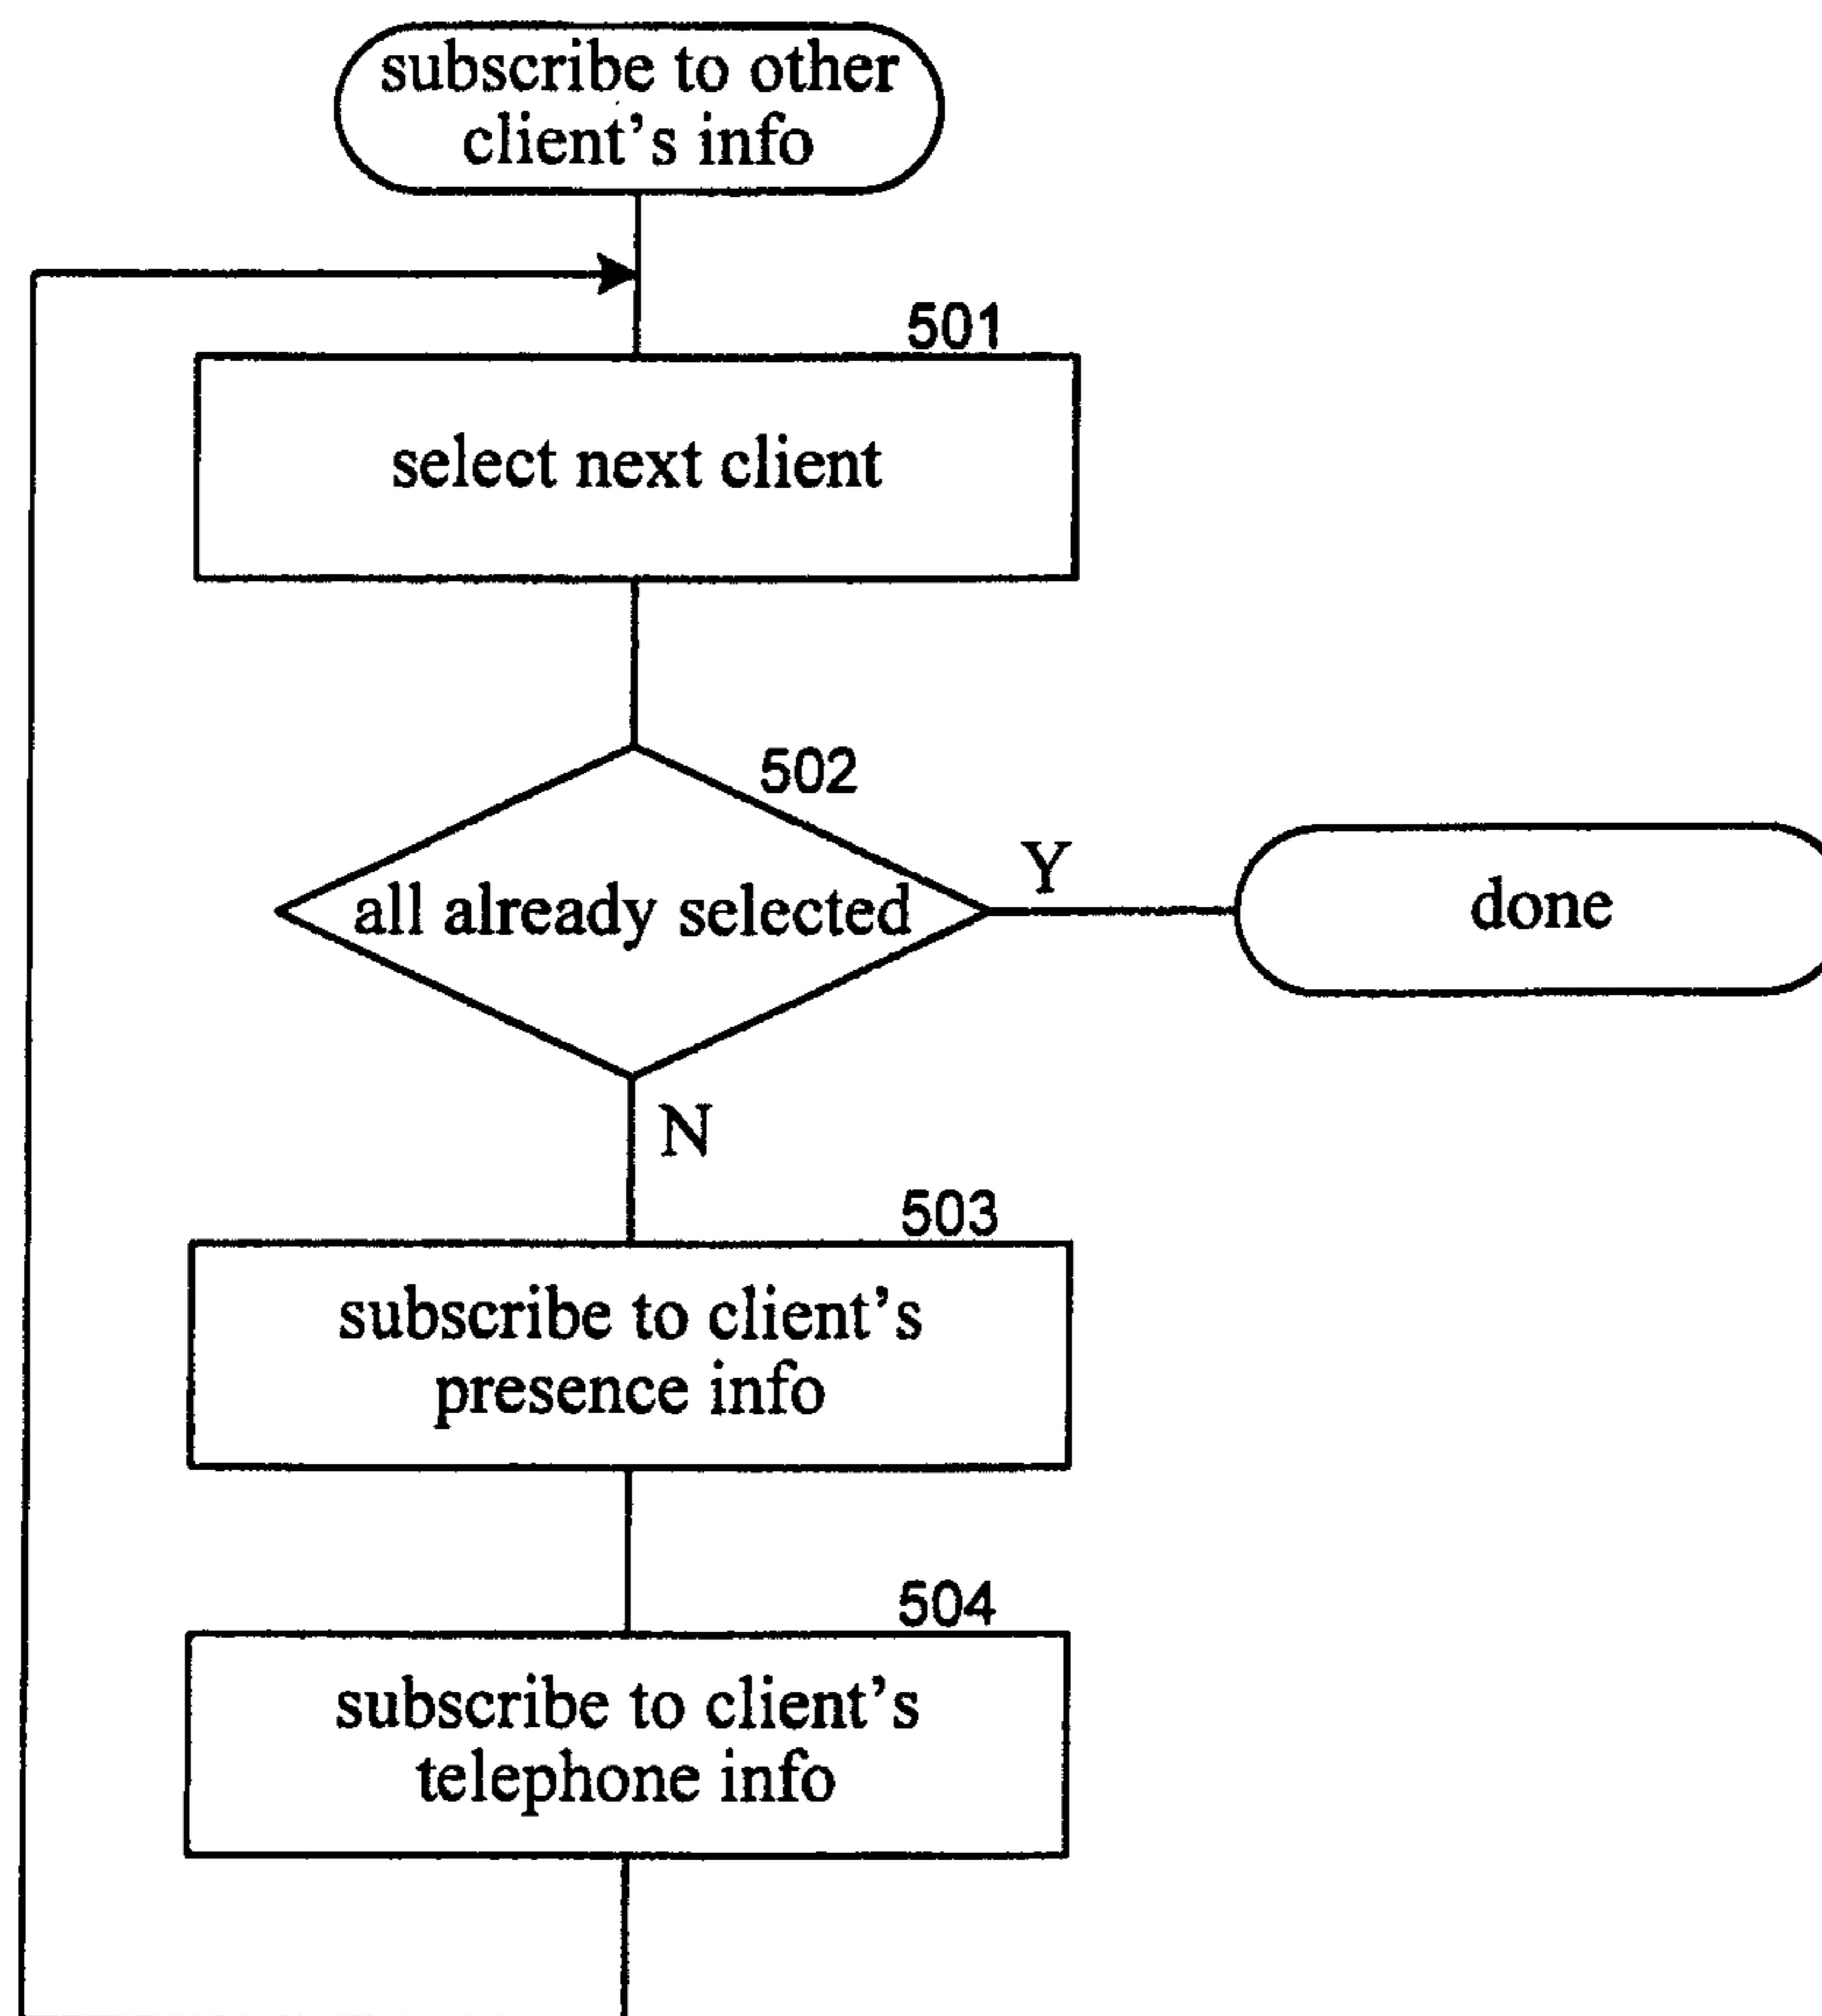 subscribe to other
client's info
501
select next client
502
all already selected
Y
done
N
503
subscribe to client's
presence info
504
subscribe to client's
telephone info